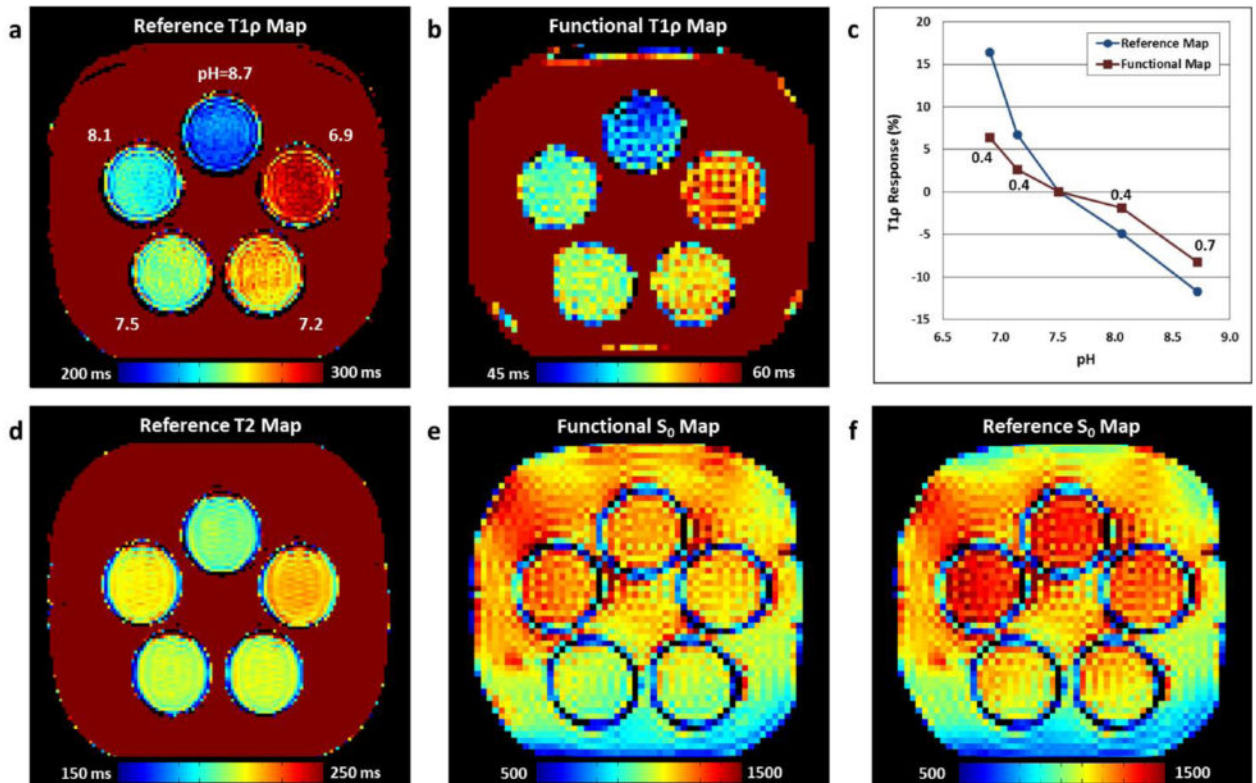 a
Reference T1ρ Map
pH=8.7
8.1
6.9
7.5
7.2
200 ms
300 ms
b
Functional T1ρ Map
45 ms
60 ms
c
20
15
10
5
0
-5
-10
-15
T1ρ Response (%)
Reference Map
Functional Map
0.4
0.4
0.4
0.7
6.5
7.0
7.5
8.0
8.5
9.0
pH
d
Reference T2 Map
150 ms
250 ms
e
Functional S₀ Map
500
1500
f
Reference S₀ Map
500
1500